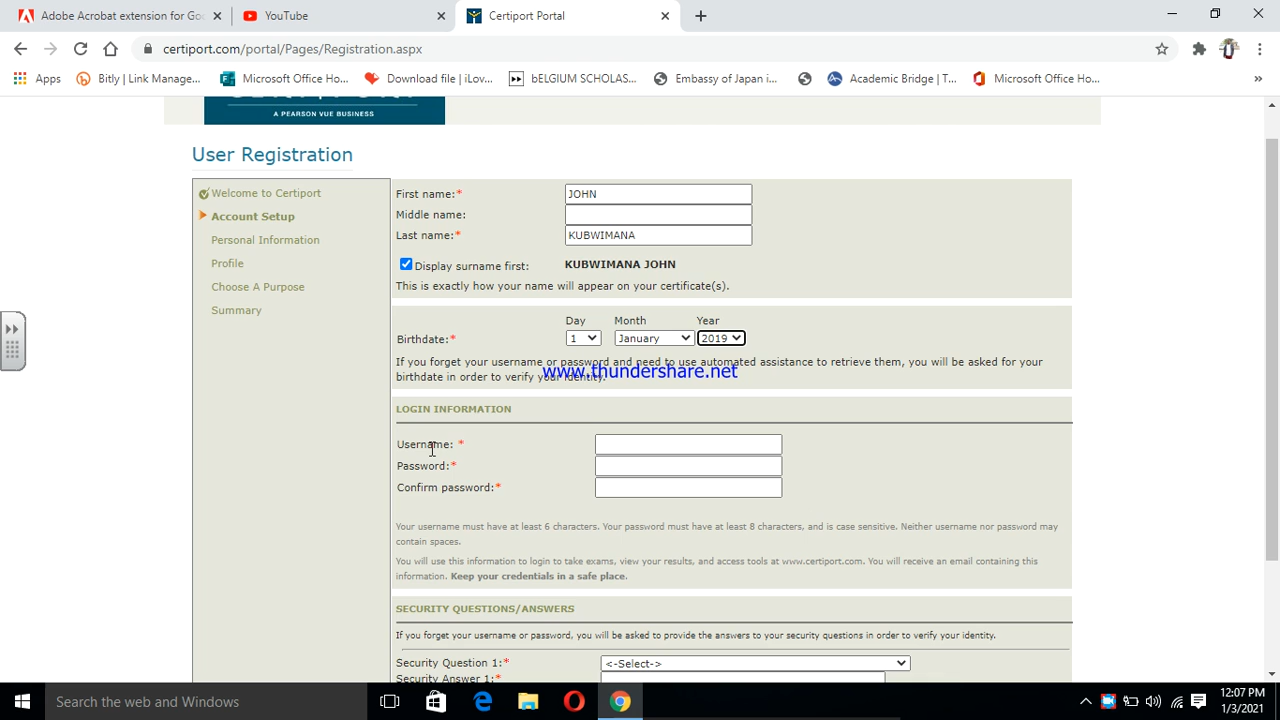 Adobe Acrobat extension for Goo
YouTube
Certiport Portal
certiport.com/portal/Pages/Registration.aspx
Apps
Bitly | Link Manage...
Microsoft Office Ho...
Download file | iLov...
bELGIUM SCHOLAS...
Embassy of Japan i...
Academic Bridge | T...
Microsoft Office Ho...
»
A PEARSON VUE BUSINESS
User Registration
Welcome to Certiport
Account Setup
Personal Information
Profile
Choose A Purpose
Summary
First name:* JOHN
Middle name:
Last name:* KUBWIMANA
Display surname first: KUBWIMANA JOHN
This is exactly how your name will appear on your certificate(s).
Day Month Year
Birthdate:* 1 January 2019
If you forget your username or password and need to use automated assistance to retrieve them, you will be asked for your
birthdate in order to verify your identity.
www.thundershare.net
LOGIN INFORMATION
Username: *
Password:*
Confirm password:*
Your username must have at least 6 characters. Your password must have at least 8 characters, and is case sensitive. Neither username nor password may
contain spaces.
You will use this information to login to take exams, view your results, and access tools at www.certiport.com. You will receive an email containing this
information. Keep your credentials in a safe place.
SECURITY QUESTIONS/ANSWERS
If you forget your username or password, you will be asked to provide the answers to your security questions in order to verify your identity.
Security Question 1:* <-Select->
Security Answer 1:*
Search the web and Windows
12:07 PM
1/3/2021